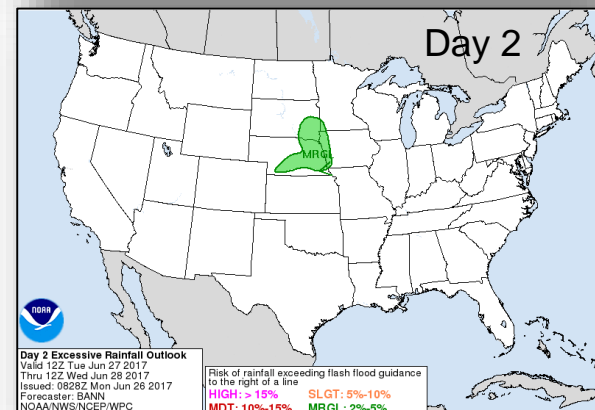 Day 2
MRGL
NOAA
Day 2 Excessive Rainfall Outlook
Valid 12Z Tue Jun 27 2017
Thru 12Z Wed Jun 28 2017
Issued: 0828Z Mon Jun 26 2017
Forecaster: BANN
NOAA/NWS/NCEP/WPC
Risk of rainfall exceeding flash flood guidance
to the right of a line
HIGH: > 15% SLGT: 5%-10%
MDT: 10%-15% MRGL: 2%-5%